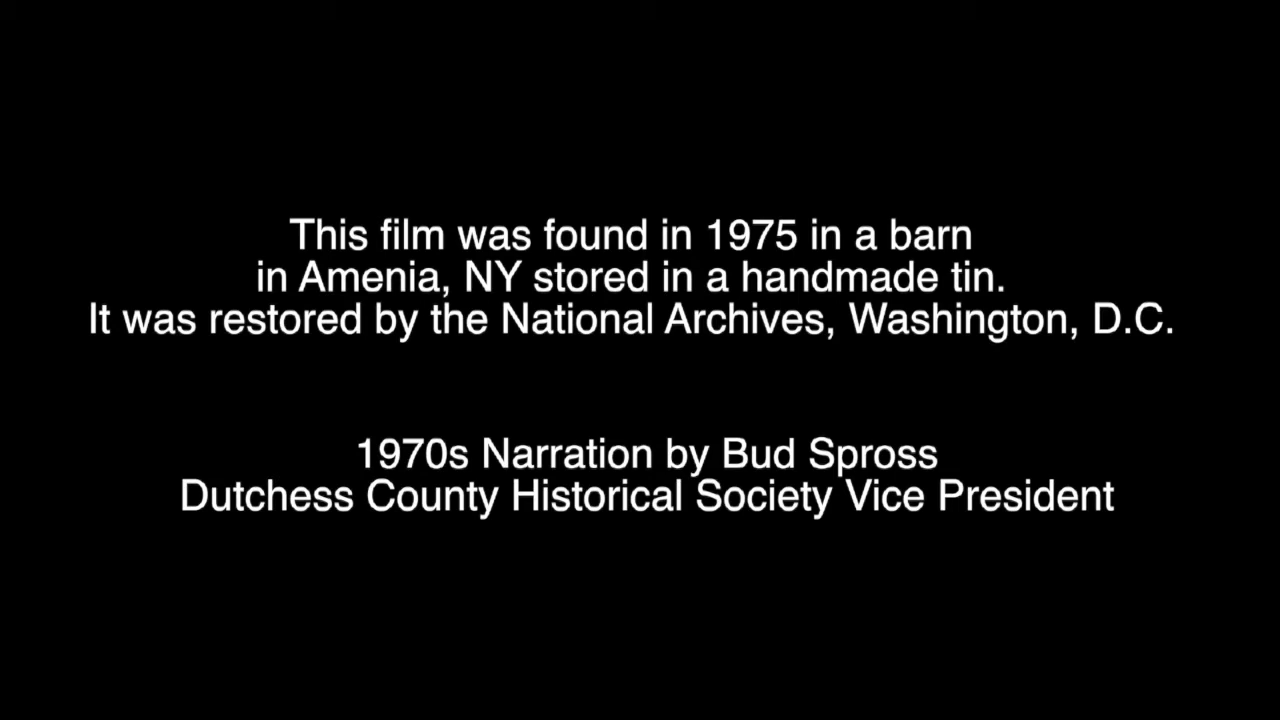 This film was found in 1975 in a barn
in Amenia, NY stored in a handmade tin.
It was restored by the National Archives, Washington, D.C.
1970s Narration by Bud Spross
Dutchess County Historical Society Vice President